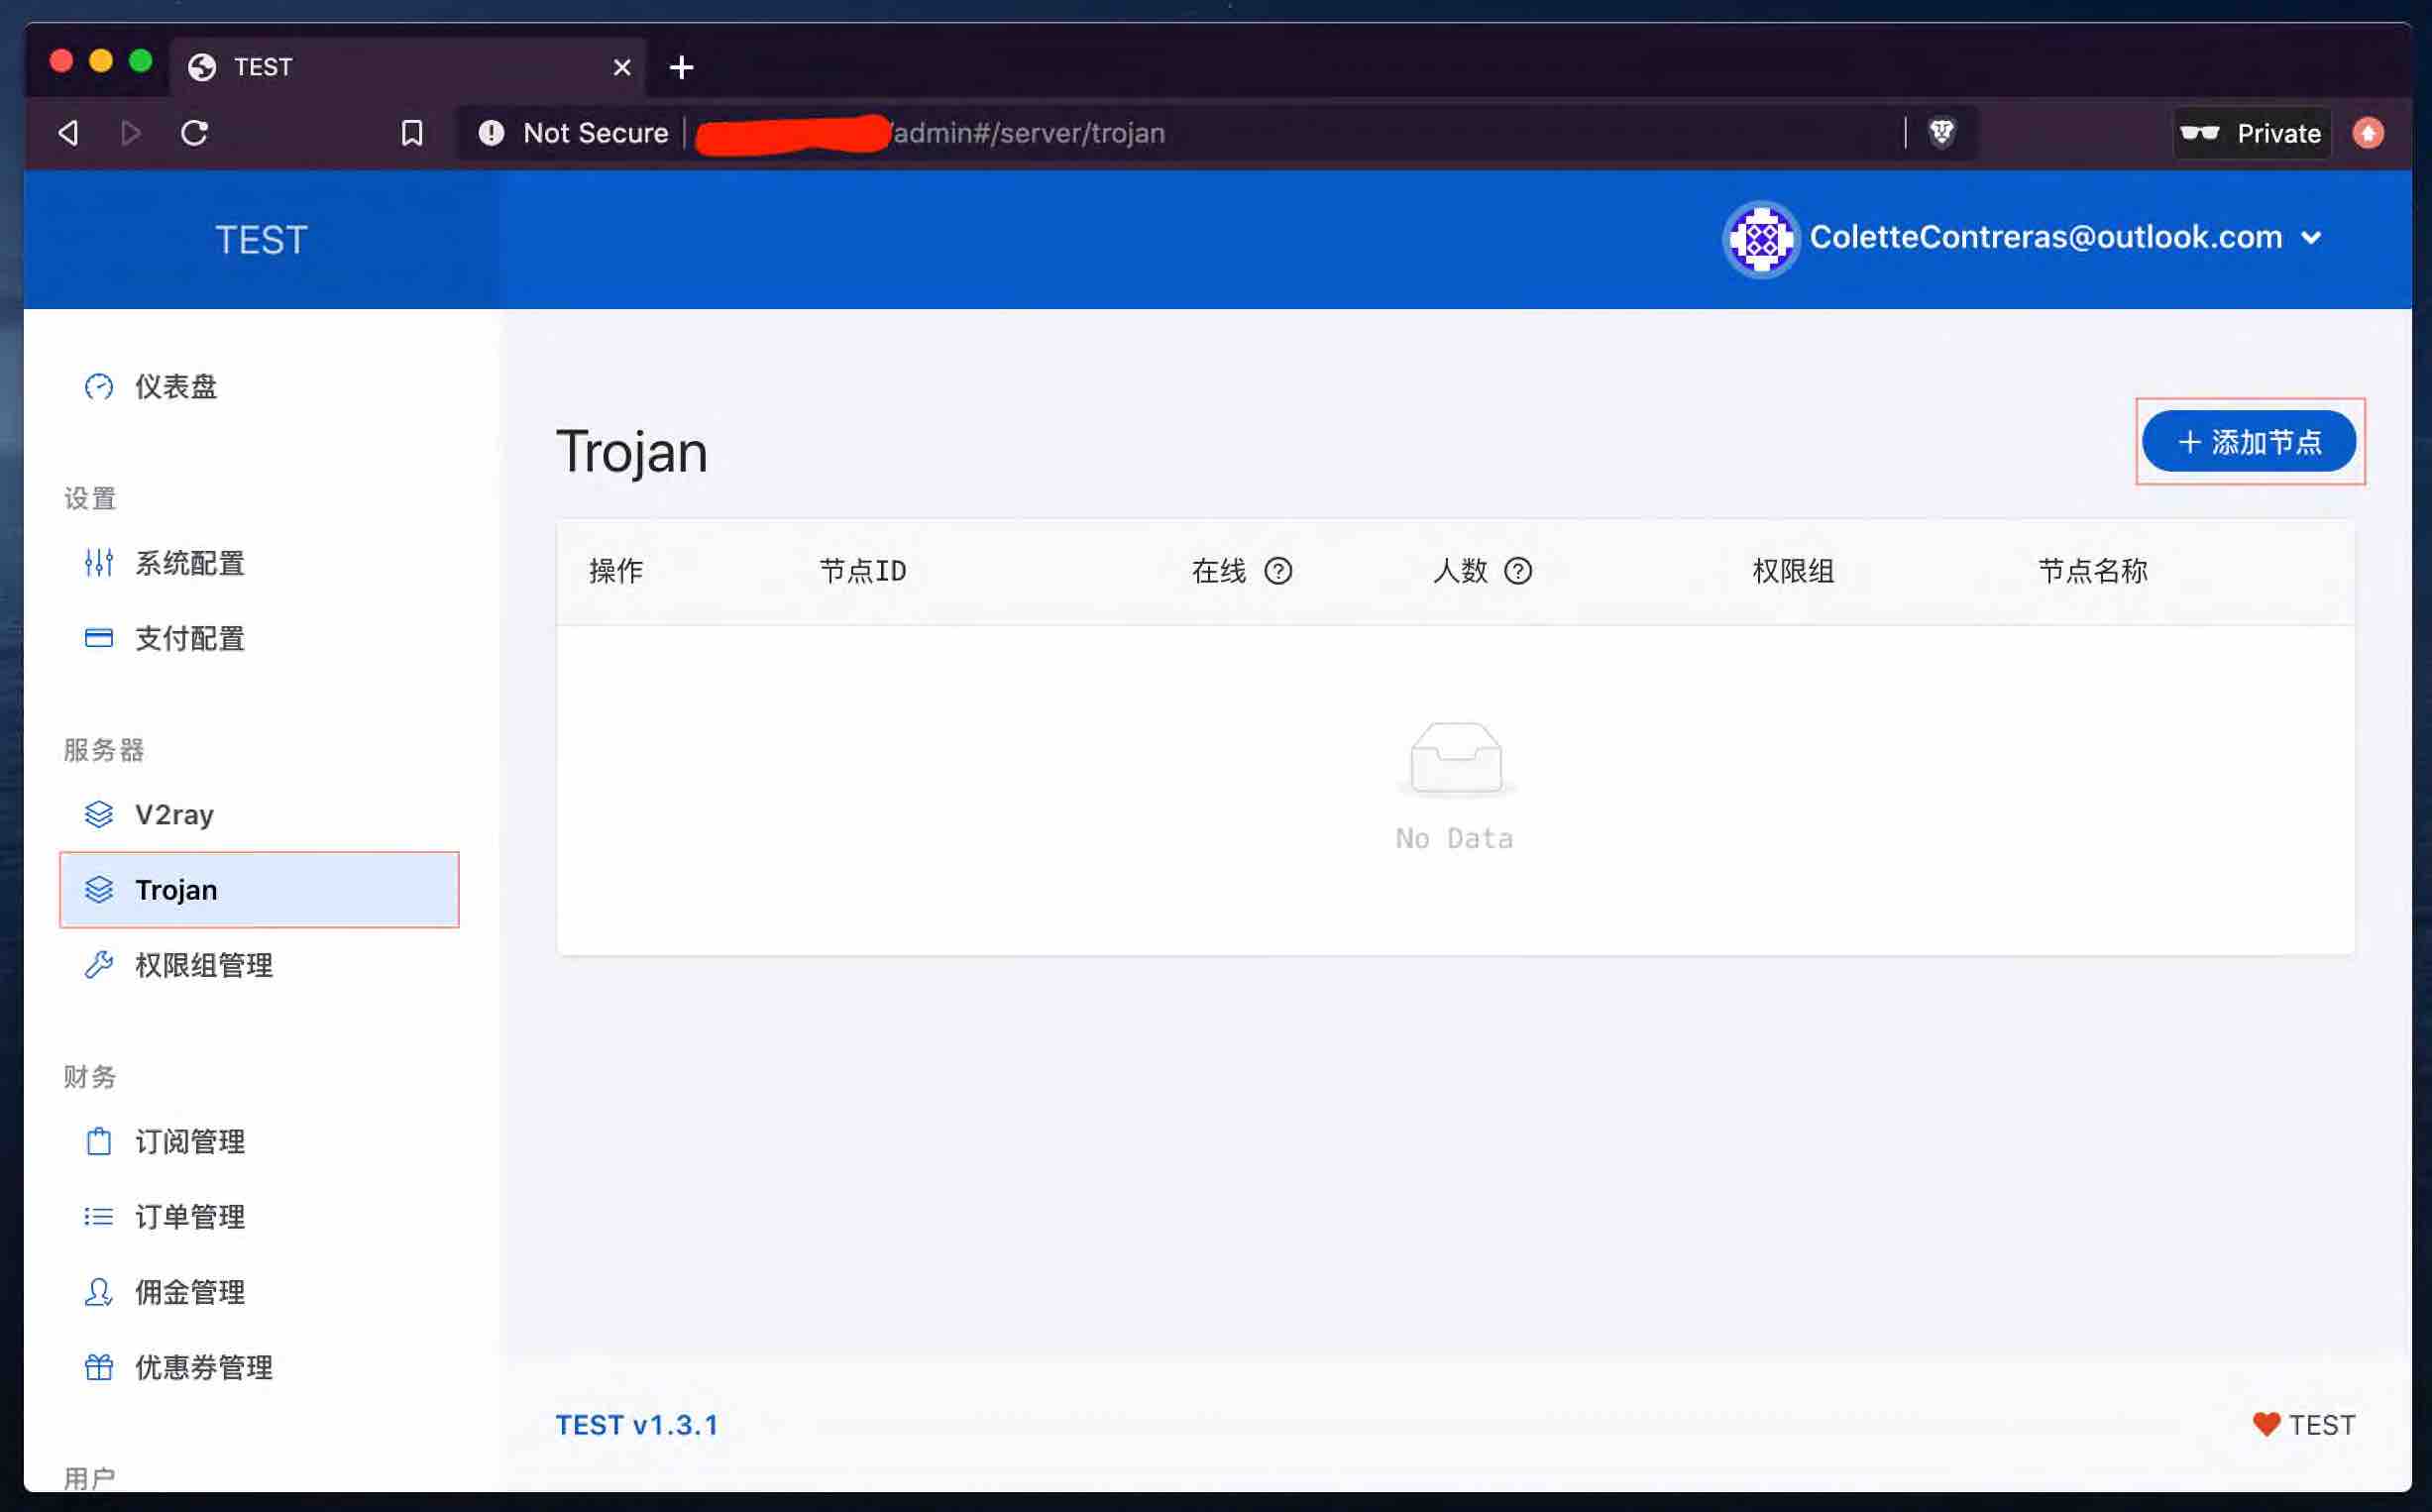 TEST
Not Secure
/admin#/server/trojan
Private
TEST
ColetteContreras@outlook.com
仪表盘
设置
系统配置
支付配置
服务器
V2ray
Trojan
权限组管理
财务
订阅管理
订单管理
佣金管理
优惠券管理
用户
Trojan
添加节点
操作 节点ID 在线 人数 权限组 节点名称
No Data
TEST v1.3.1
TEST